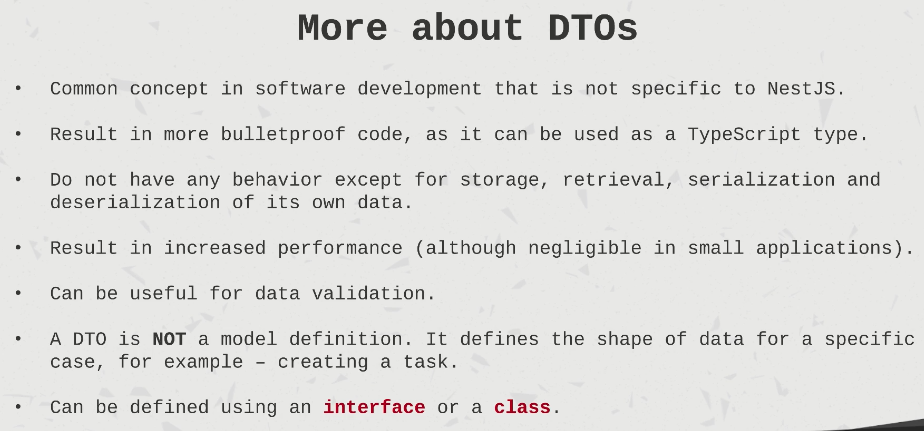 More about DTOs
• Common concept in software development that is not specific to NestJS.
• Result in more bulletproof code, as it can be used as a TypeScript type.
• Do not have any behavior except for storage, retrieval, serialization and
deserialization of its own data.
• Result in increased performance (although negligible in small applications).
• Can be useful for data validation.
• A DTO is NOT a model definition. It defines the shape of data for a specific
case, for example – creating a task.
• Can be defined using an interface or a class.